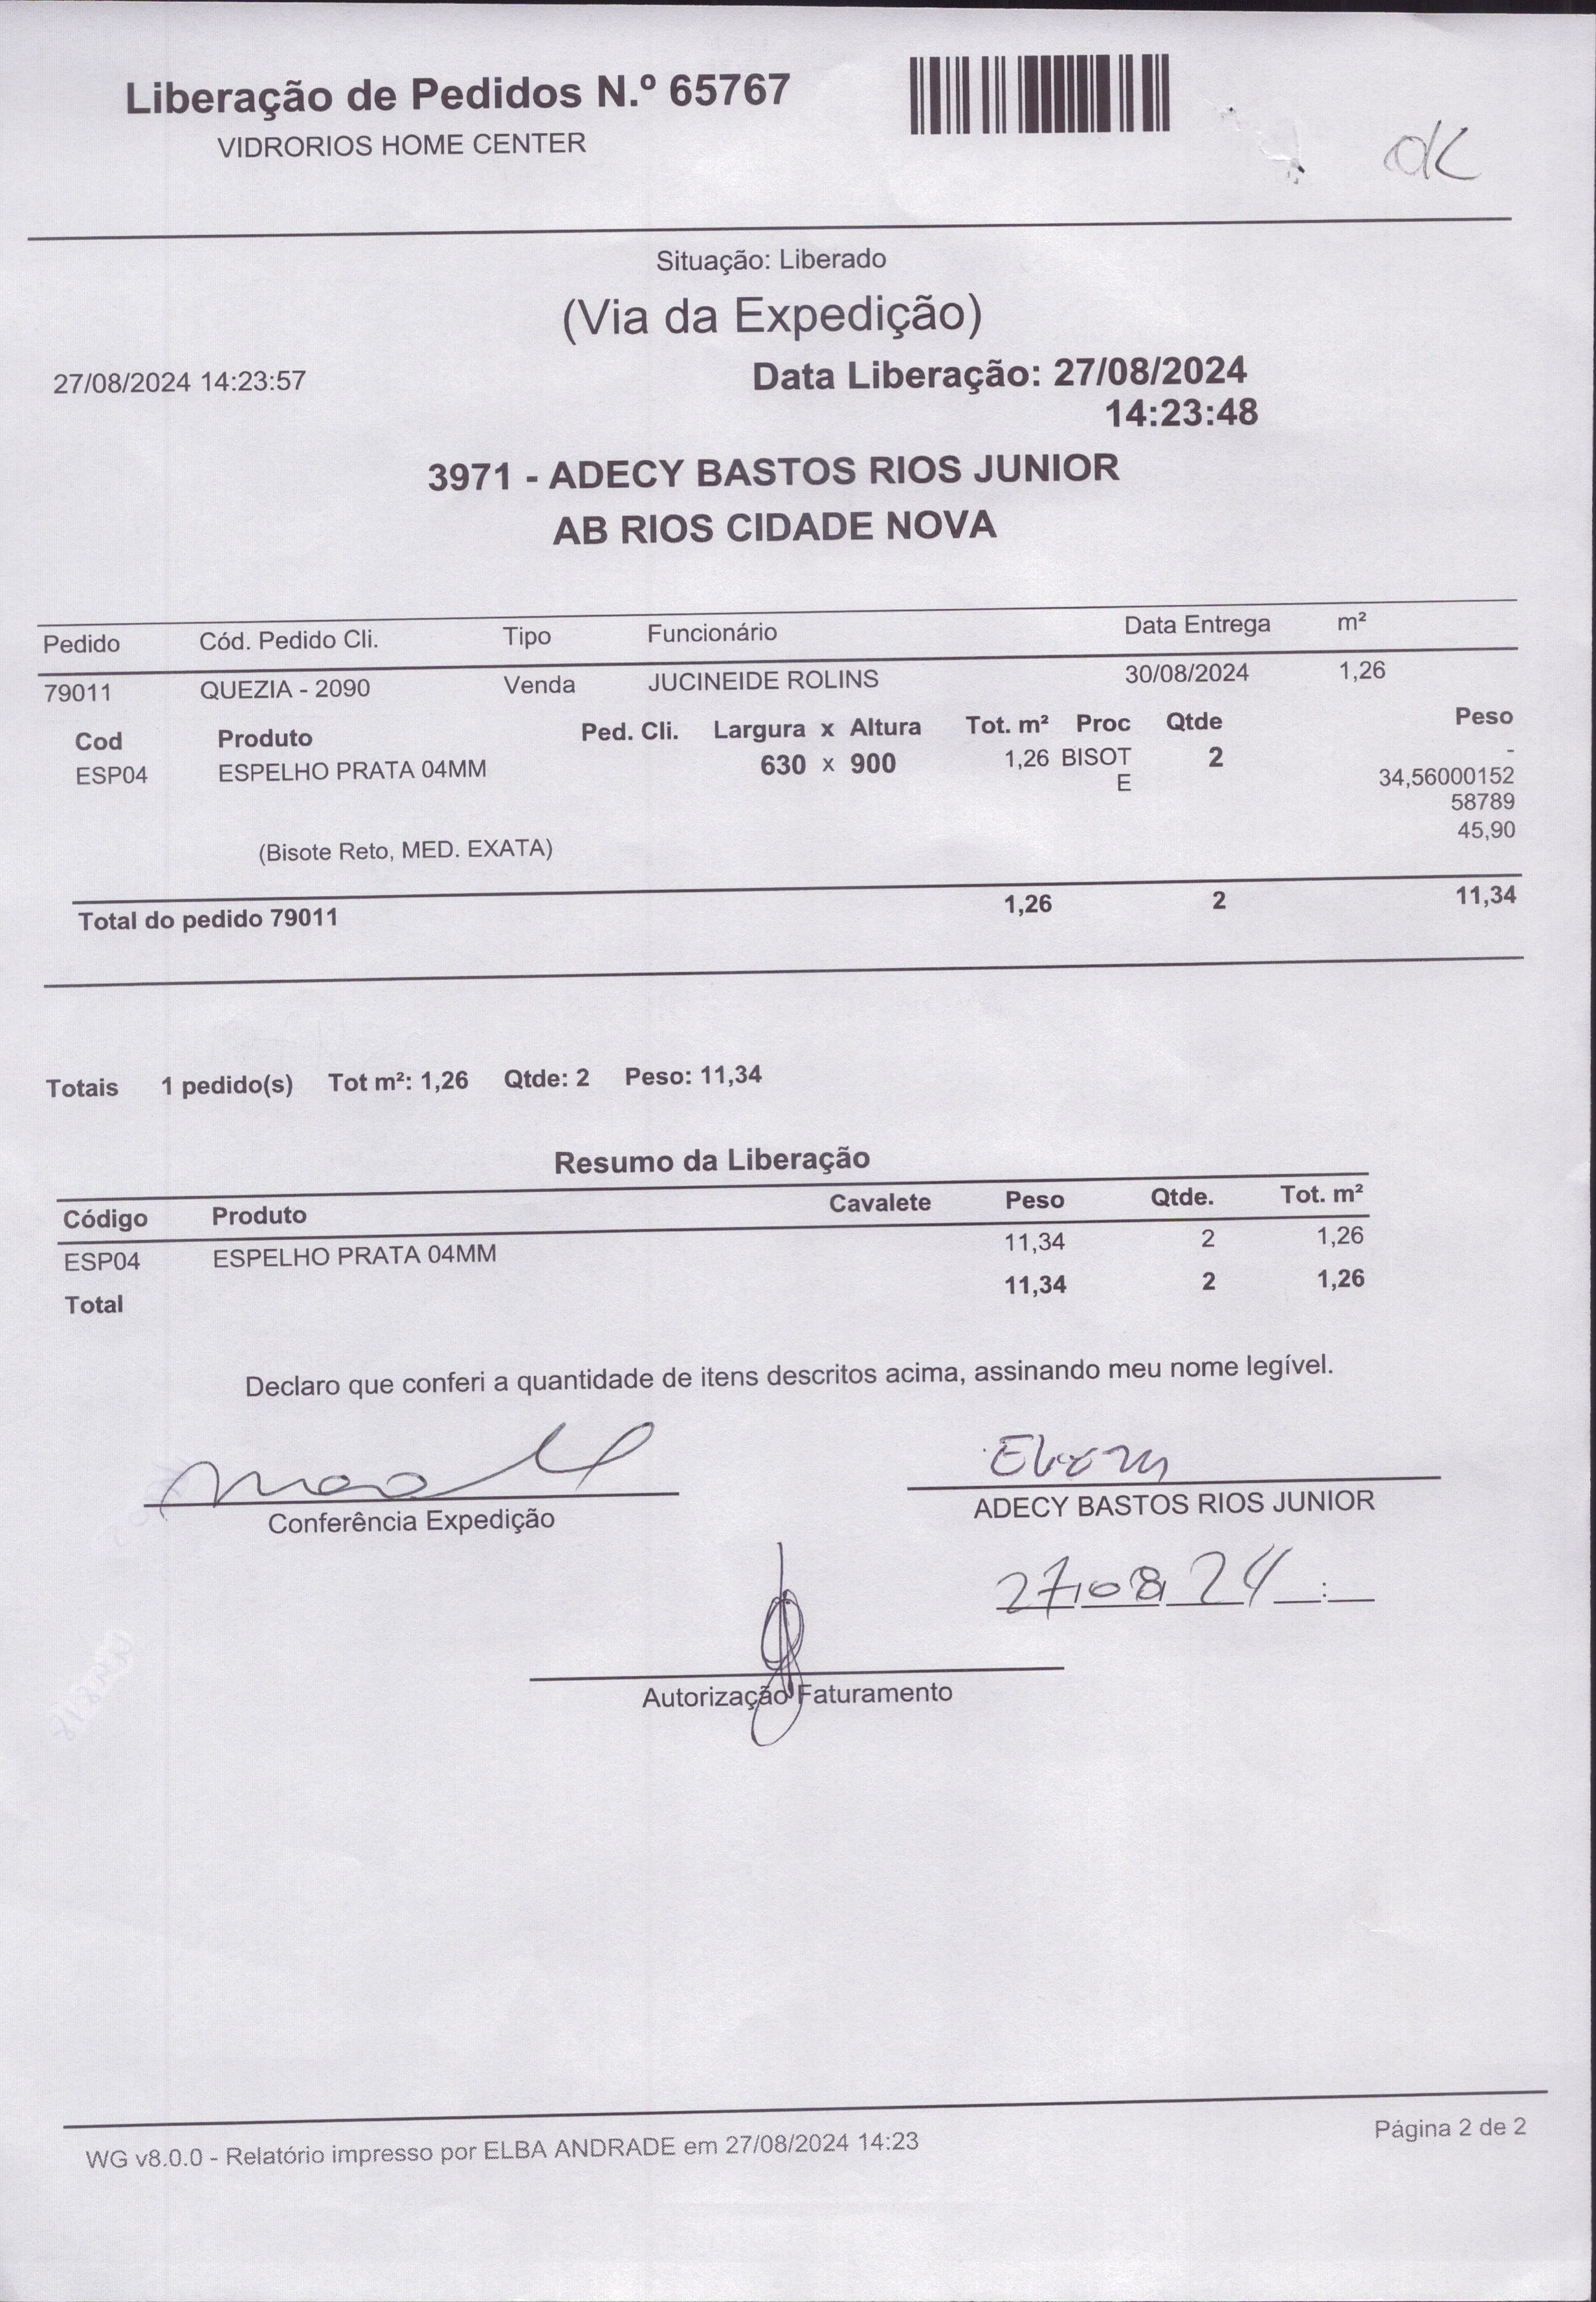 Liberação de Pedidos N.º 65767
VIDRORIOS HOME CENTER
OK
Situação: Liberado
(Via da Expedição)
27/08/2024 14:23:57
Data Liberação: 27/08/2024
14:23:48
3971 - ADECY BASTOS RIOS JUNIOR
AB RIOS CIDADE NOVA
Pedido Cód. Pedido Cli. Tipo Funcionário Data Entrega m²
79011 QUEZIA - 2090 Venda JUCINEIDE ROLINS 30/08/2024 1,26
Cod Produto Ped. Cli. Largura x Altura Tot. m² Proc Qtde Peso
ESP04 ESPELHO PRATA 04MM 630 x 900 1,26 BISOT 2 -
E 34,56000152
58789
(Bisote Reto, MED. EXATA) 45,90
Total do pedido 79011 1,26 2 11,34
Totais 1 pedido(s) Tot m²: 1,26 Qtde: 2 Peso: 11,34
Resumo da Liberação
Código Produto Cavalete Peso Qtde. Tot. m²
ESP04 ESPELHO PRATA 04MM 11,34 2 1,26
Total 11,34 2 1,26
Declaro que conferi a quantidade de itens descritos acima, assinando meu nome legível.
Conferência Expedição
ADECY BASTOS RIOS JUNIOR
27/08/24 :
Autorização Faturamento
WG v8.0.0 - Relatório impresso por ELBA ANDRADE em 27/08/2024 14:23
Página 2 de 2